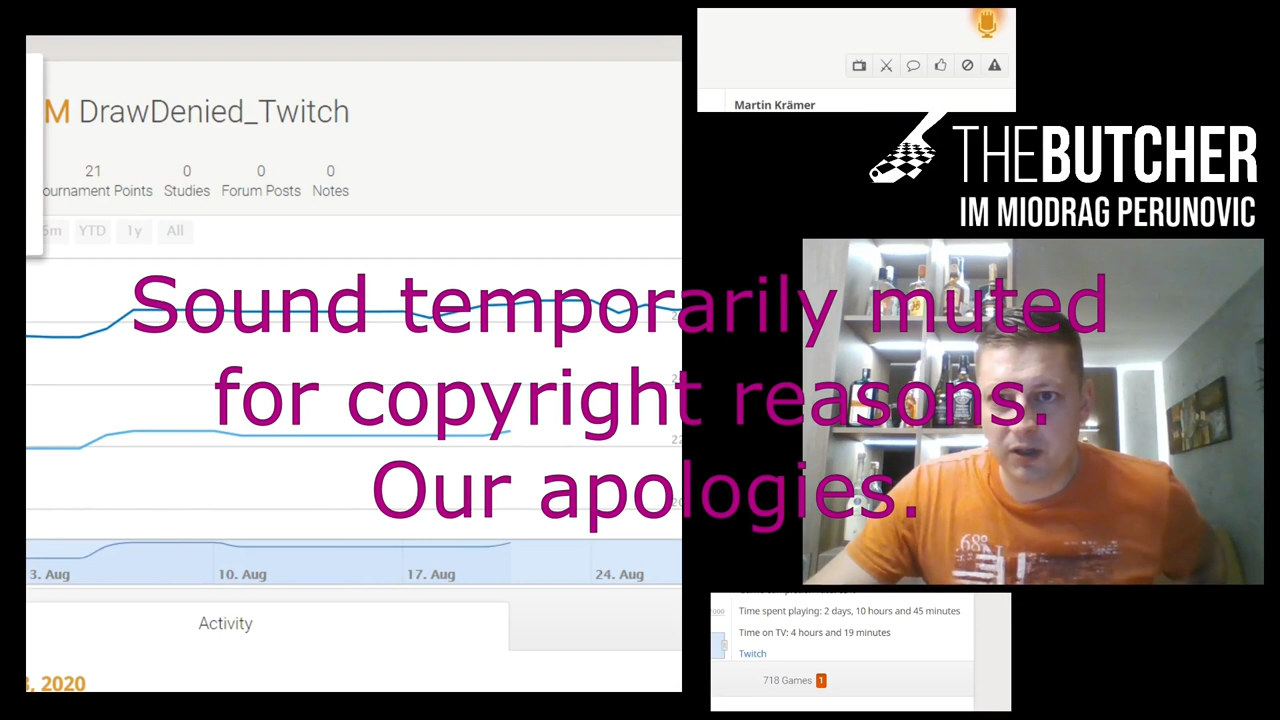 M DrawDenied_Twitch
21
ournament Points
0
Studies
0
Forum Posts
0
Notes
YTD
1y
All
Martin Krämer
THEBUTCHER
IM MIODRAG PERUNOVIC
Sound temporarily muted
for copyright reasons.
Our apologies.
3. Aug
10. Aug
17. Aug
24. Aug
Activity
, 2020
Time spent playing: 2 days, 10 hours and 45 minutes
Time on TV: 4 hours and 19 minutes
Twitch
718 Games 1
68°